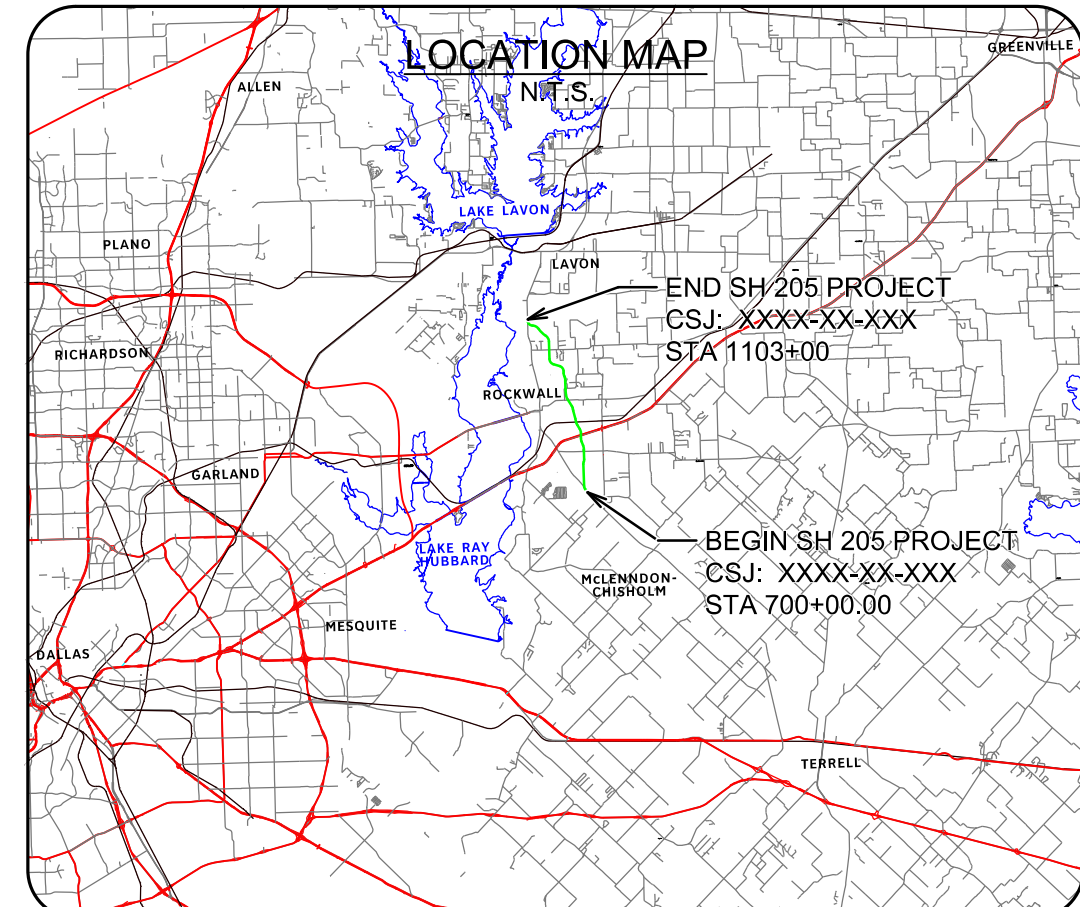 LOCATION MAP
N.T.S.
GREENVILLE
ALLEN
LAKE LAVON
PLANO
LAVON
END SH 205 PROJECT
CSJ: XXXX-XX-XXX
STA 1103+00
RICHARDSON
ROCKWALL
GARLAND
BEGIN SH 205 PROJECT
CSJ: XXXX-XX-XXX
STA 700+00.00
LAKE RAY
HUBBARD
McLENNDON-
CHISHOLM
MESQUITE
DALLAS
TERRELL